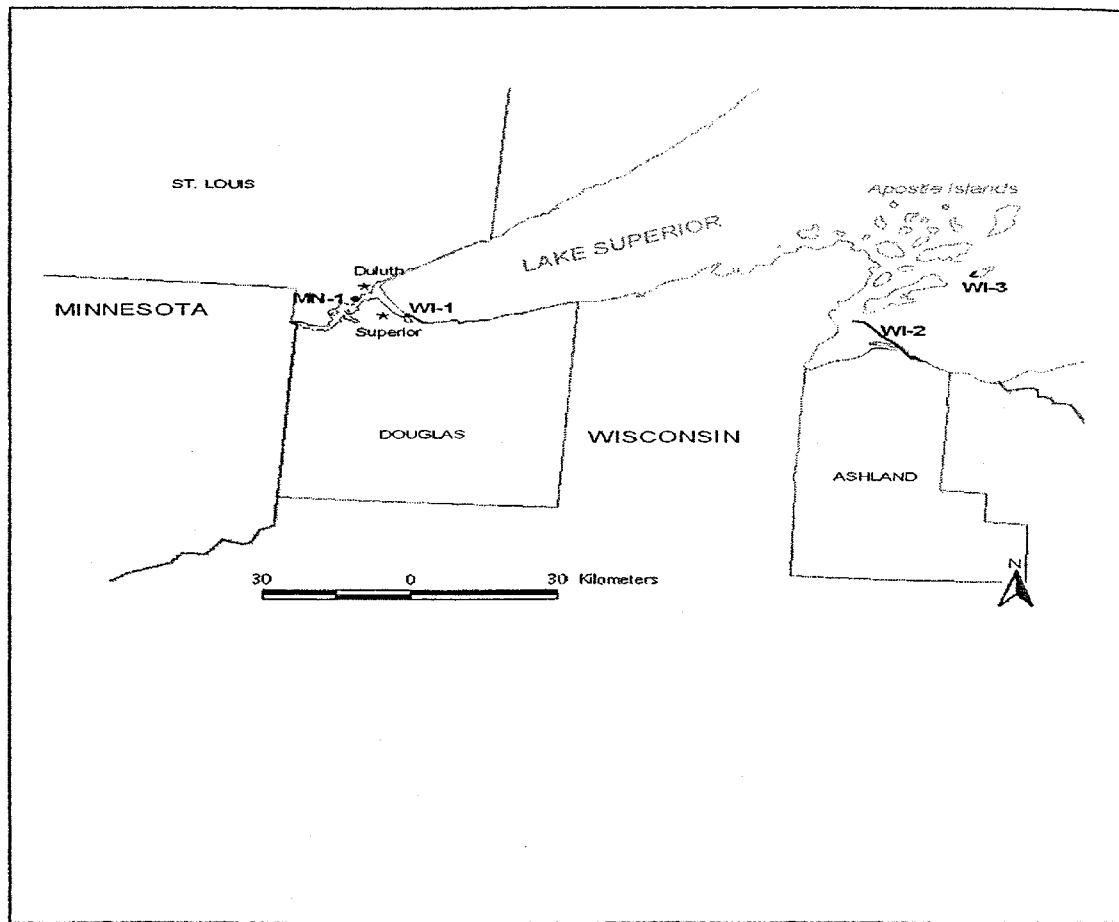 ST. LOUIS
Apostle Islands
LAKE SUPERIOR
Duluth
MN-1
WI-3
MINNESOTA
WI-1
Superior
WI-2
DOUGLAS
WISCONSIN
ASHLAND
30 0 30 Kilometers
N